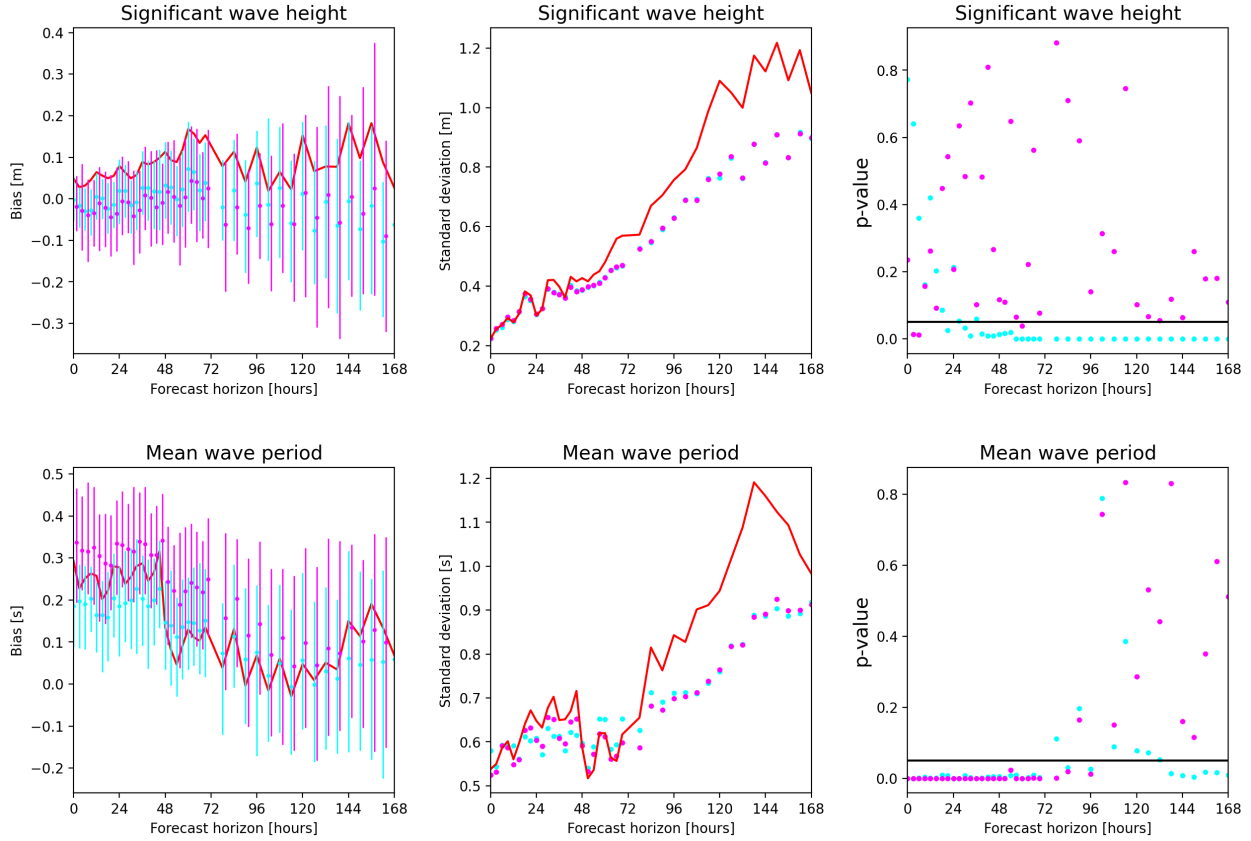 Significant wave height
Bias [m]
0.4
0.3
0.2
0.1
0.0
−0.1
−0.2
−0.3
0 24 48 72 96 120 144 168
Forecast horizon [hours]
Significant wave height
Standard deviation [m]
1.2
1.0
0.8
0.6
0.4
0.2
0 24 48 72 96 120 144 168
Forecast horizon [hours]
Significant wave height
p-value
0.8
0.6
0.4
0.2
0.0
0 24 48 72 96 120 144 168
Forecast horizon [hours]
Mean wave period
Bias [s]
0.5
0.4
0.3
0.2
0.1
0.0
−0.1
−0.2
0 24 48 72 96 120 144 168
Forecast horizon [hours]
Mean wave period
Standard deviation [s]
1.2
1.1
1.0
0.9
0.8
0.7
0.6
0.5
0 24 48 72 96 120 144 168
Forecast horizon [hours]
Mean wave period
p-value
0.8
0.6
0.4
0.2
0.0
0 24 48 72 96 120 144 168
Forecast horizon [hours]